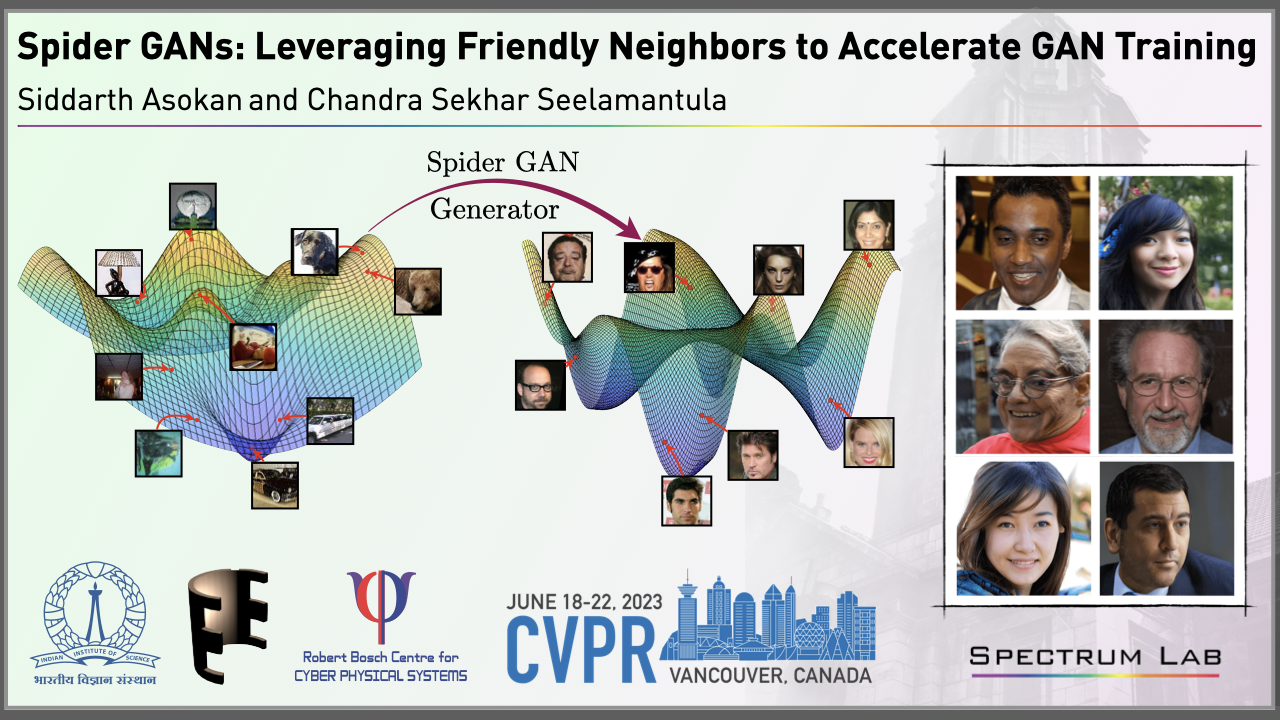 Spider GANs: Leveraging Friendly Neighbors to Accelerate GAN Training
Siddarth Asokan and Chandra Sekhar Seelamantula
Spider GAN
Generator
INDIAN INSTITUTE OF SCIENCE
भारतीय विज्ञान संस्थान
Robert Bosch Centre for
CYBER PHYSICAL SYSTEMS
JUNE 18-22, 2023
CVPR
VANCOUVER, CANADA
SPECTRUM LAB